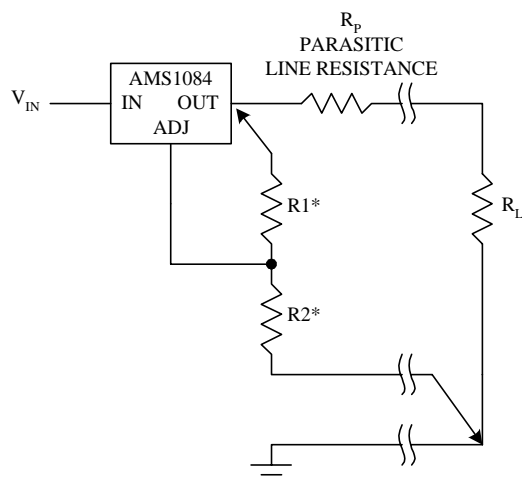 R_P
PARASITIC
LINE RESISTANCE
AMS1084
V_IN
IN OUT
ADJ
R1*
R_L
R2*